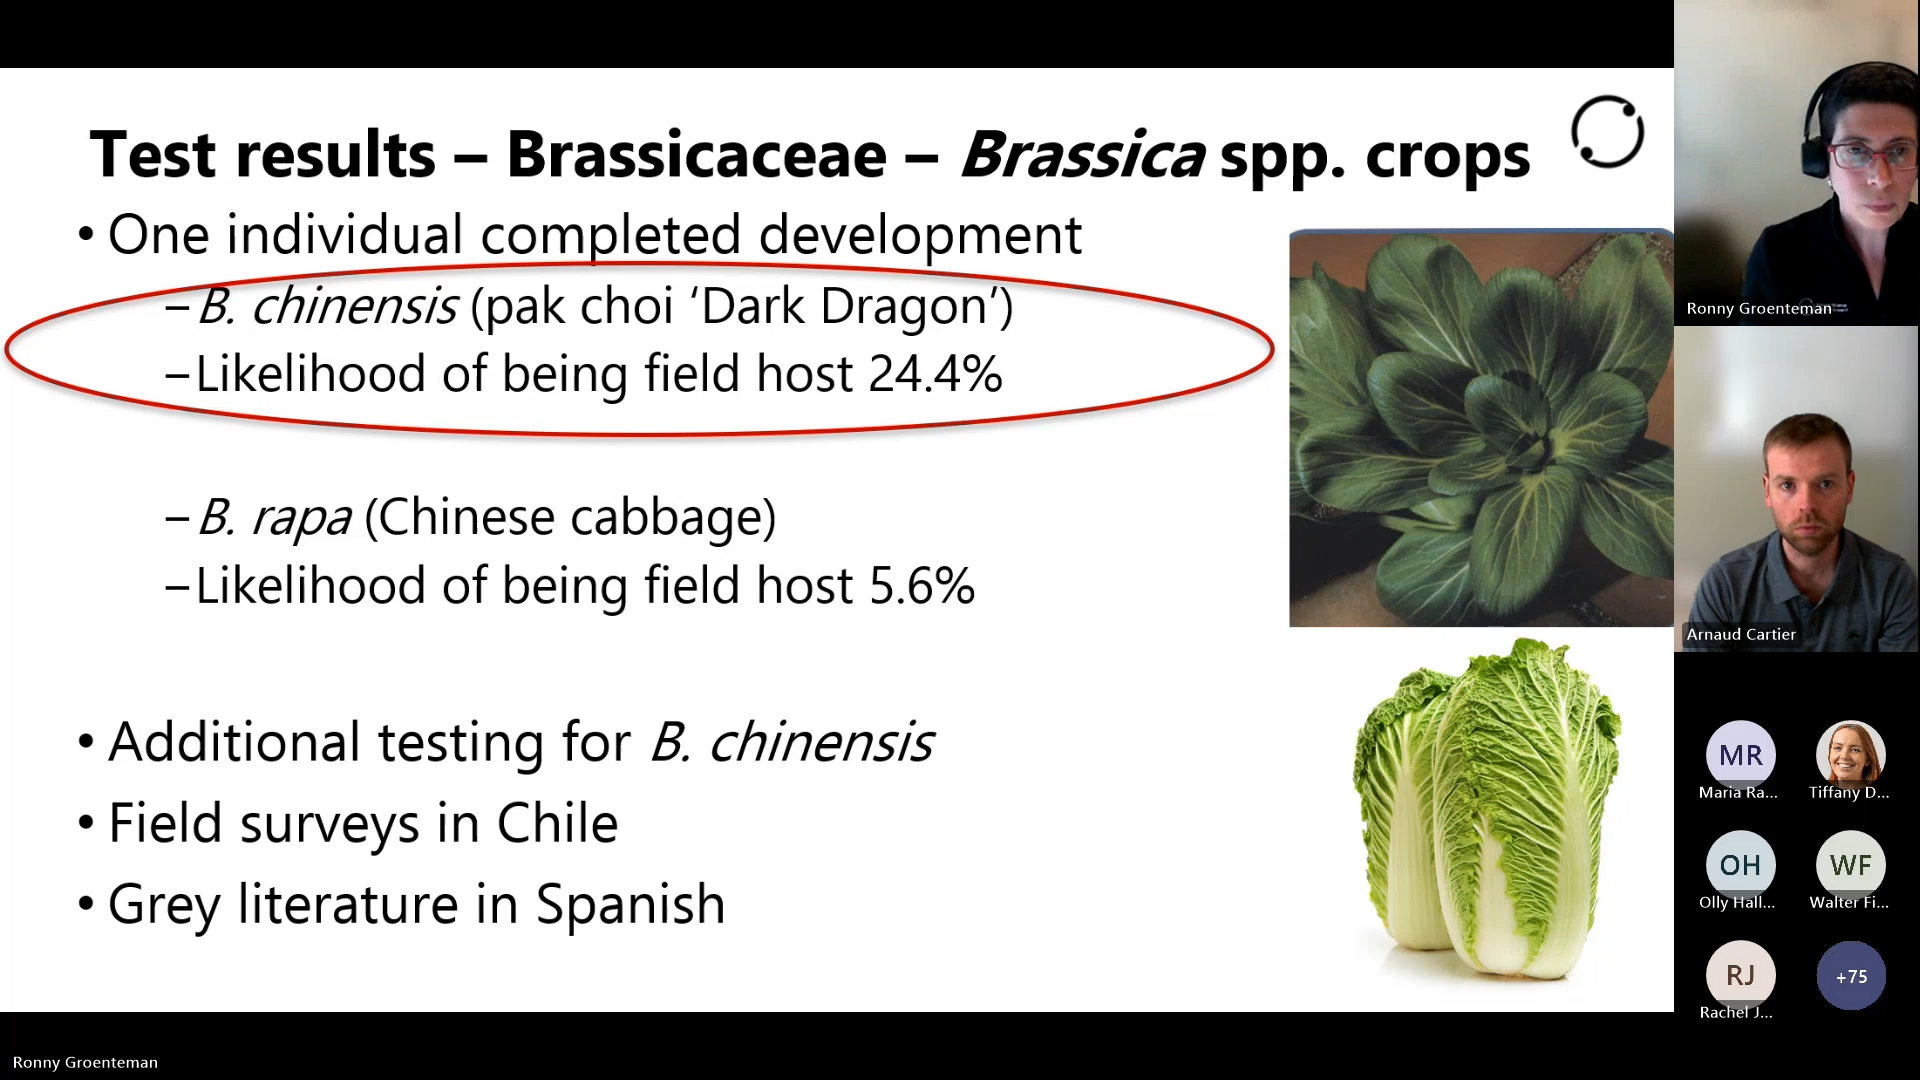 Test results – Brassicaceae – Brassica spp. crops
• One individual completed development
– B. chinensis (pak choi ‘Dark Dragon’)
– Likelihood of being field host 24.4%
– B. rapa (Chinese cabbage)
– Likelihood of being field host 5.6%
• Additional testing for B. chinensis
• Field surveys in Chile
• Grey literature in Spanish
Ronny Groenteman
Arnaud Cartier
MR
Maria Ra...
Tiffany D...
OH
Olly Hall...
WF
Walter Fi...
RJ
Rachel J...
+75
Ronny Groenteman